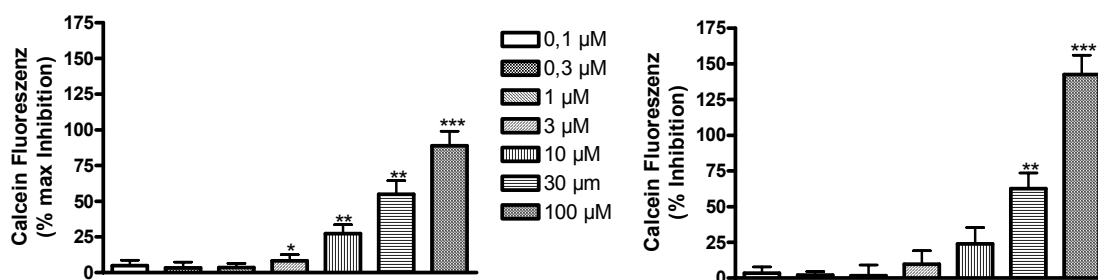 Calcein Fluoreszenz
(% max Inhibition)
175
150
125
100
75
50
25
0
*
**
**
***
0,1 µM
0,3 µM
1 µM
3 µM
10 µM
30 µm
100 µM
Calcein Fluoreszenz
(% Inhibition)
175
150
125
100
75
50
25
0
**
***